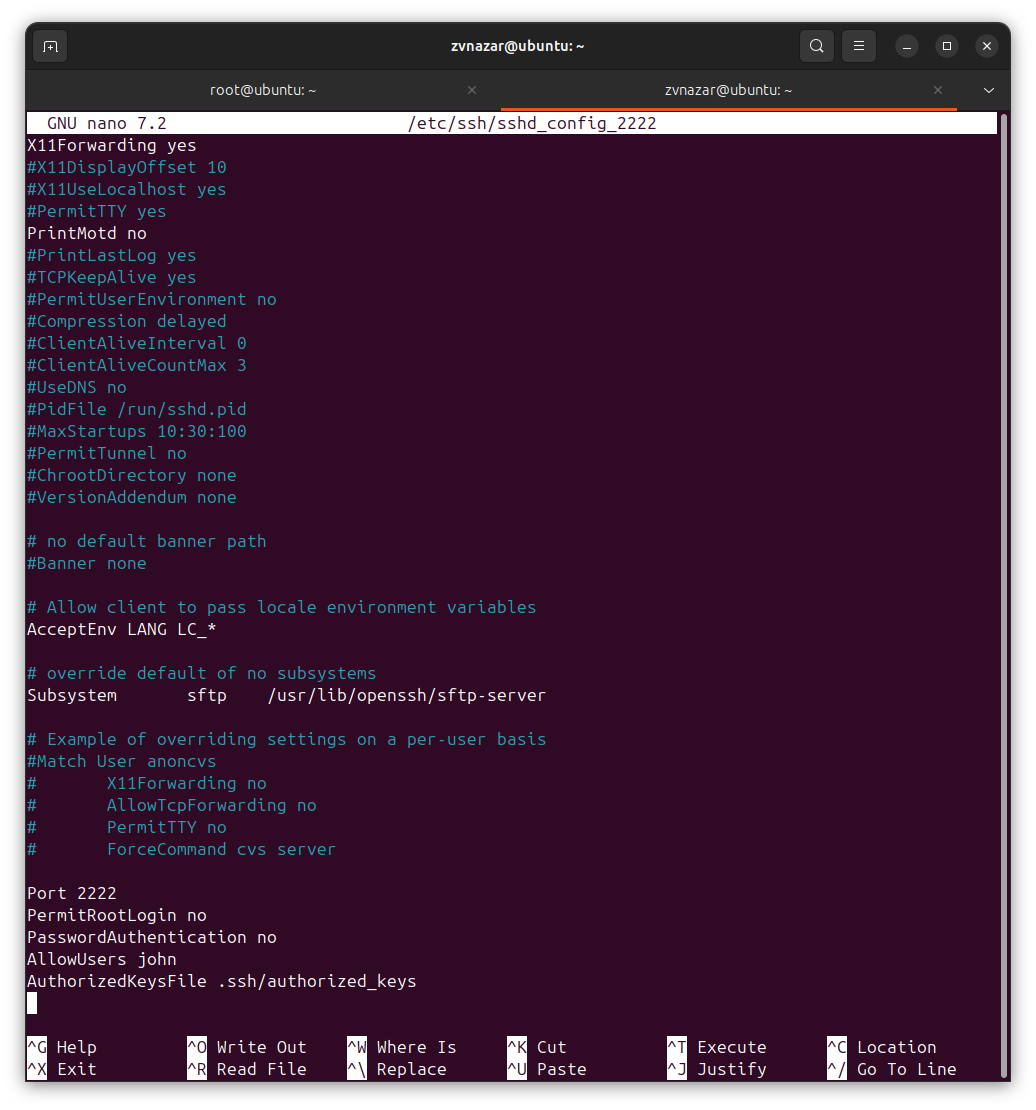 zvnazar@ubuntu: ~
root@ubuntu: ~
zvnazar@ubuntu: ~
GNU nano 7.2 /etc/ssh/sshd_config_2222
X11Forwarding yes
#X11DisplayOffset 10
#X11UseLocalhost yes
#PermitTTY yes
PrintMotd no
#PrintLastLog yes
#TCPKeepAlive yes
#PermitUserEnvironment no
#Compression delayed
#ClientAliveInterval 0
#ClientAliveCountMax 3
#UseDNS no
#PidFile /run/sshd.pid
#MaxStartups 10:30:100
#PermitTunnel no
#ChrootDirectory none
#VersionAddendum none
# no default banner path
#Banner none
# Allow client to pass locale environment variables
AcceptEnv LANG LC_*
# override default of no subsystems
Subsystem sftp /usr/lib/openssh/sftp-server
# Example of overriding settings on a per-user basis
#Match User anoncvs
# X11Forwarding no
# AllowTcpForwarding no
# PermitTTY no
# ForceCommand cvs server
Port 2222
PermitRootLogin no
PasswordAuthentication no
AllowUsers john
AuthorizedKeysFile .ssh/authorized_keys
^G Help ^O Write Out ^W Where Is ^K Cut ^T Execute ^C Location
^X Exit ^R Read File ^\ Replace ^U Paste ^J Justify ^/ Go To Line